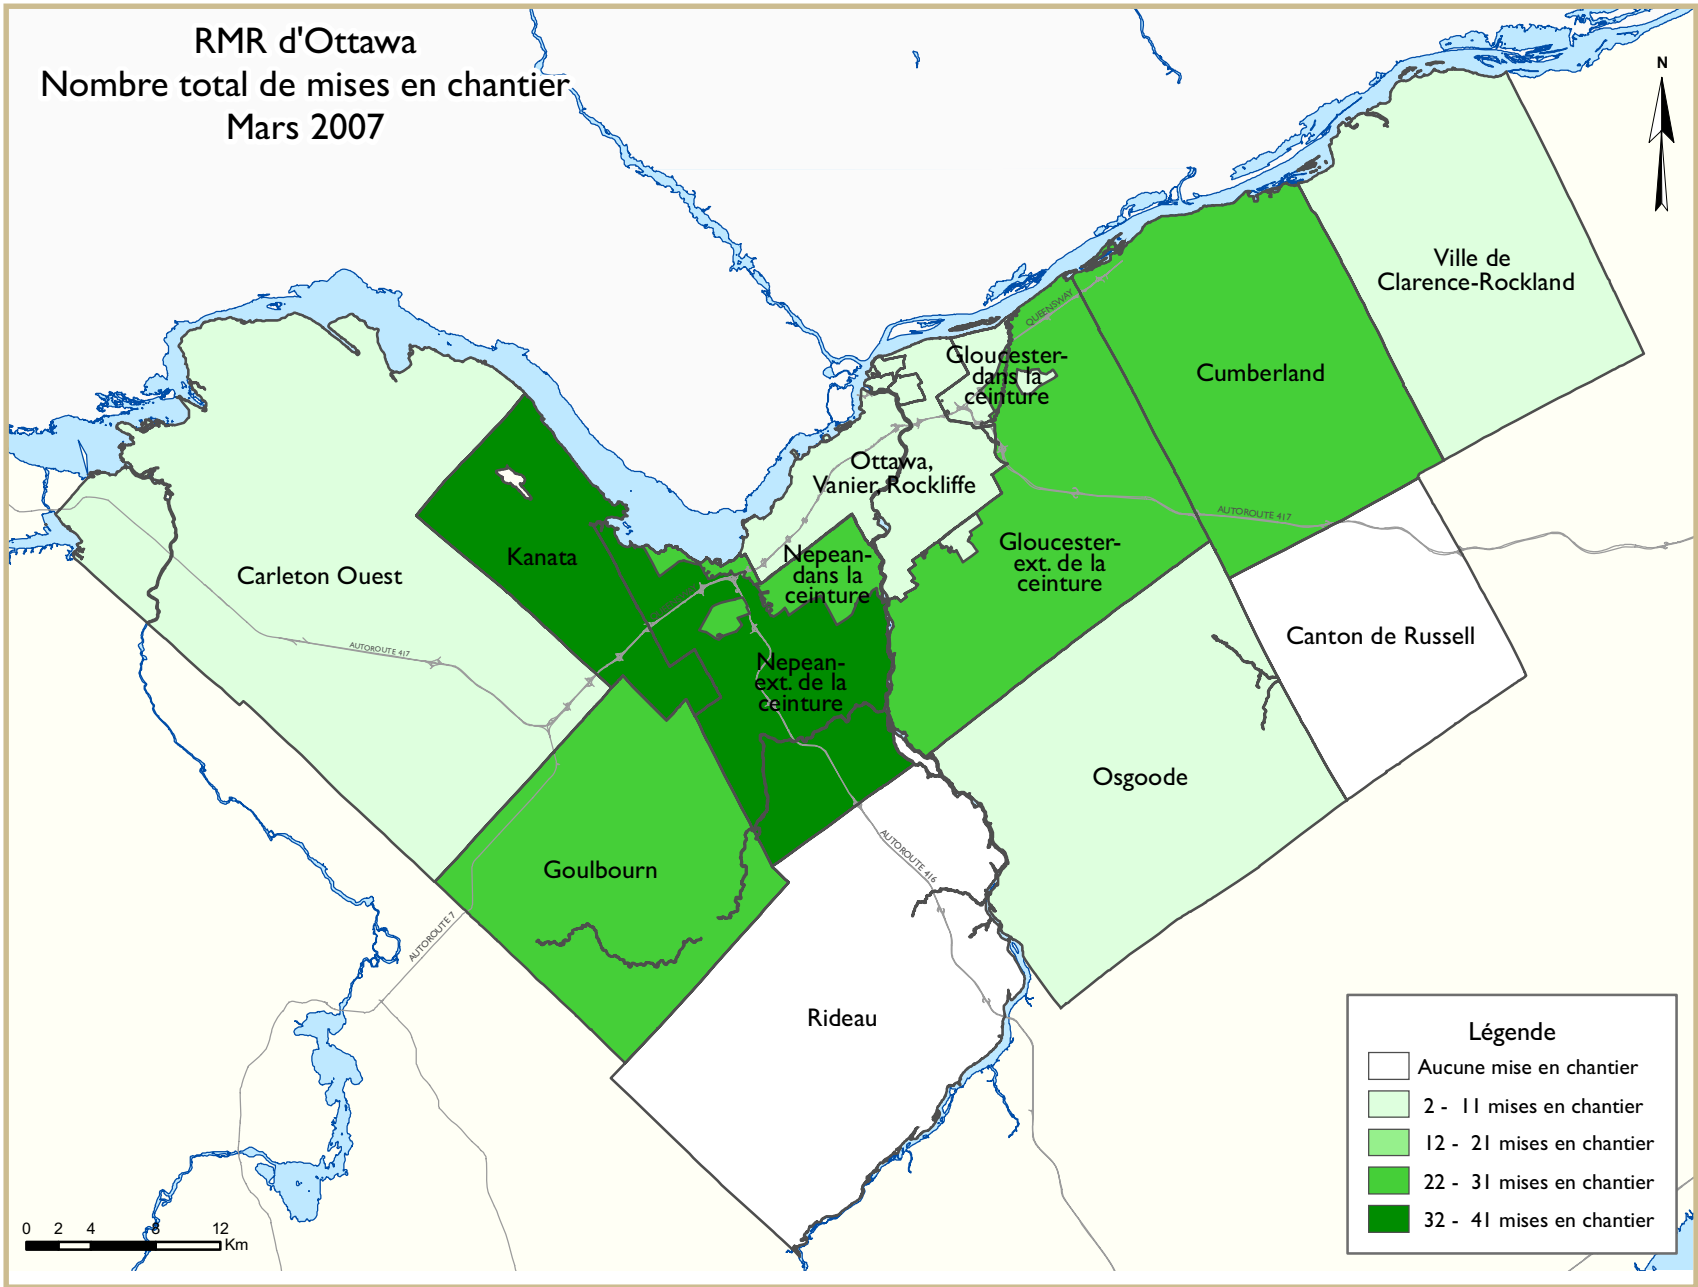 RMR d'Ottawa
Nombre total de mises en chantier
Mars 2007
N
Ville de
Clarence-Rockland
QUEENSWAY
Gloucester-
dans la
ceinture
Cumberland
Ottawa,
Vanier, Rockliffe
AUTOROUTE 417
Kanata
Nepean-
dans la
ceinture
Gloucester-
ext. de la
ceinture
Carleton Ouest
AUTOROUTE 417
Canton de Russell
Nepean-
ext. de la
ceinture
Osgoode
Goulbourn
AUTOROUTE 416
AUTOROUTE 7
Rideau
Légende
Aucune mise en chantier
2 - 11 mises en chantier
12 - 21 mises en chantier
22 - 31 mises en chantier
32 - 41 mises en chantier
0 2 4 8 12
Km